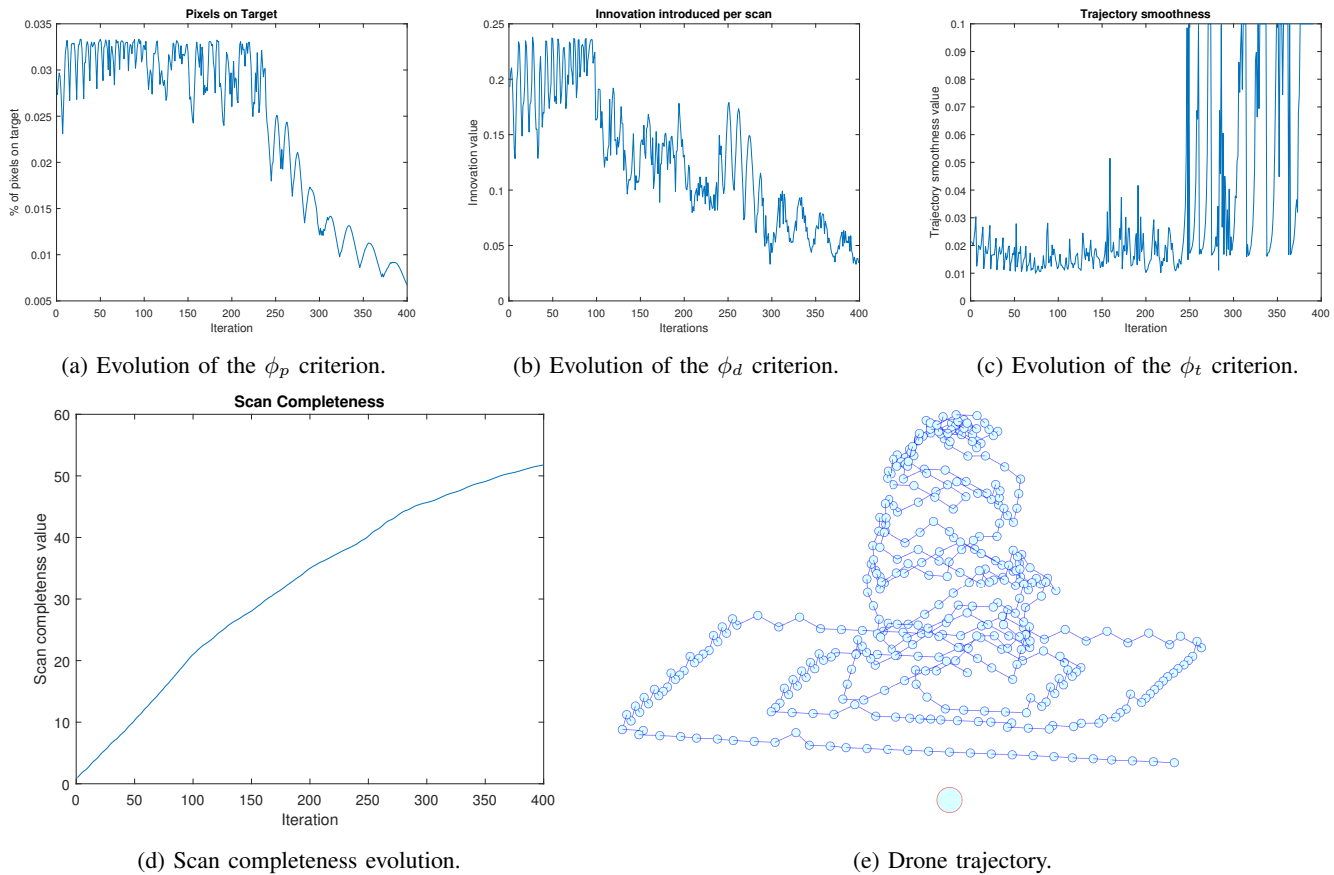 Pixels on Target
0.035
0.03
0.025
0.02
0.015
0.01
0.005
% of pixels on target
0 50 100 150 200 250 300 350 400
Iteration
(a) Evolution of the ϕp criterion.
Innovation introduced per scan
0.25
0.20
0.15
0.1
0.05
0
Innovation value
0 50 100 150 200 250 300 350 400
Iterations
(b) Evolution of the ϕd criterion.
Trajectory smoothness
0.1
0.09
0.08
0.07
0.06
0.05
0.04
0.03
0.02
0.01
0
Trajectory smoothness value
0 50 100 150 200 250 300 350 400
Iteration
(c) Evolution of the ϕt criterion.
Scan Completeness
60
50
40
30
20
10
0
Scan completenss value
0 50 100 150 200 250 300 350 400
Iteration
(d) Scan completeness evolution.
(e) Drone trajectory.